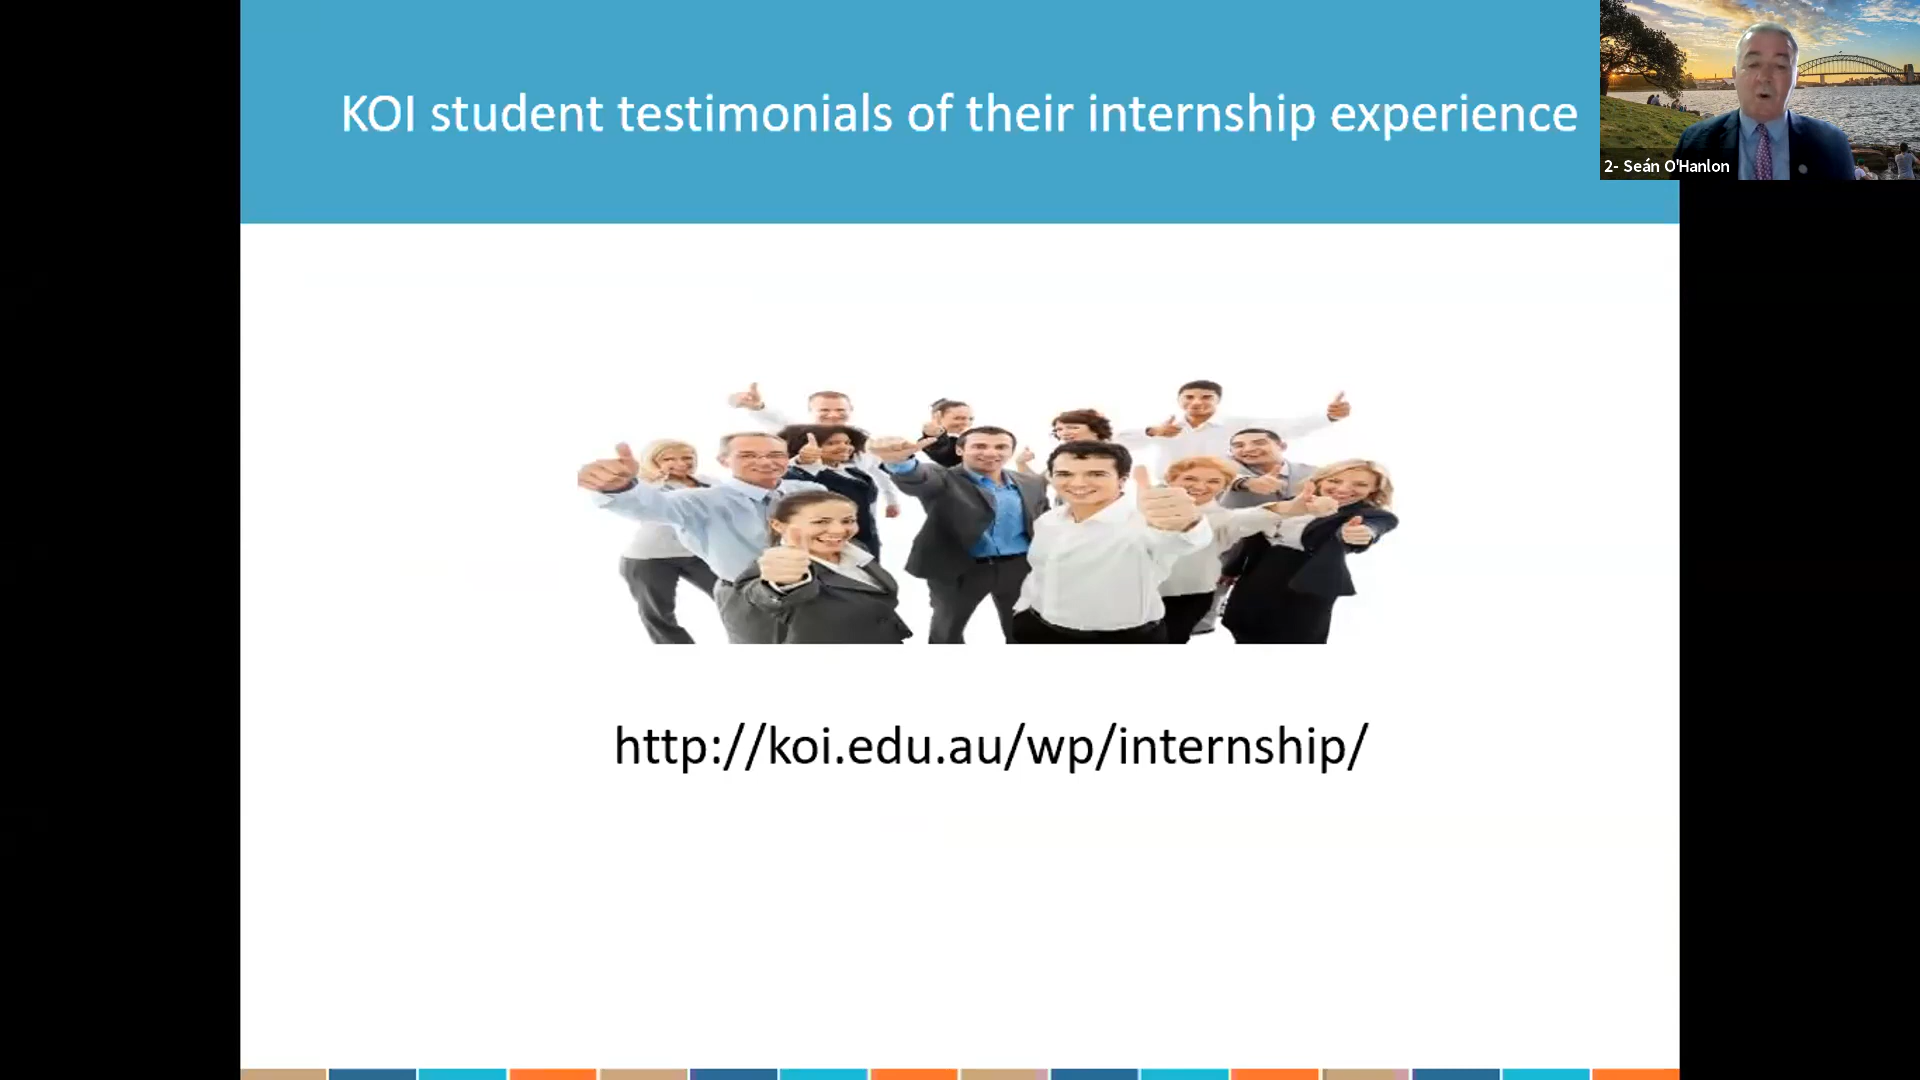 KOI student testimonials of their internship experience
2- Seán O'Hanlon
http://koi.edu.au/wp/internship/